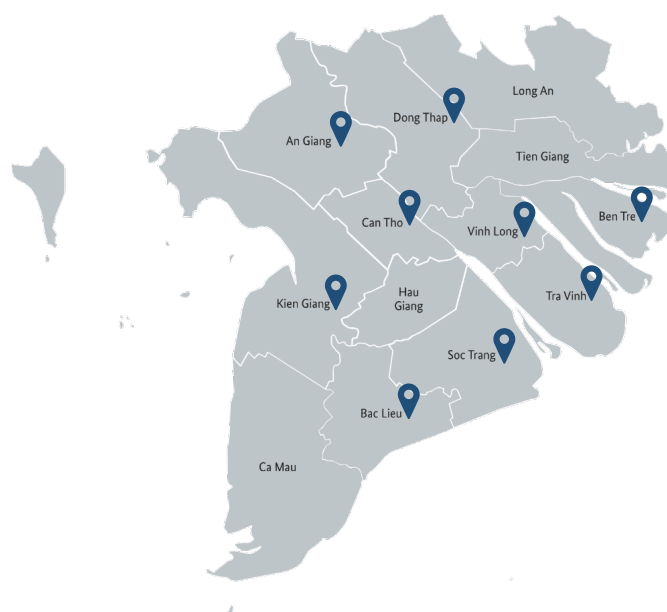 Long An
Dong Thap
An Giang
Tien Giang
Ben Tre
Can Tho
Vinh Long
Tra Vinh
Kien Giang
Hau
Giang
Soc Trang
Bac Lieu
Ca Mau